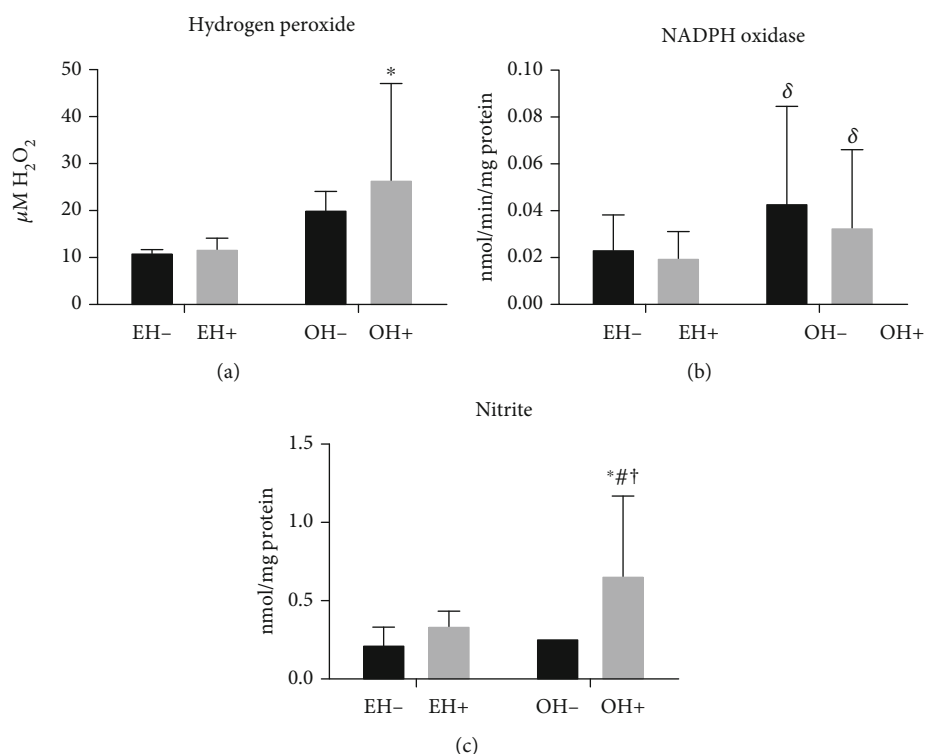 Hydrogen peroxide
µM H₂O₂
50
40
30
20
10
0
*
EH– EH+ OH– OH+
(a)
NADPH oxidase
nmol/min/mg protein
0.10
0.08
0.06
0.04
0.02
0.00
δ
δ
EH– EH+ OH– OH+
(b)
Nitrite
nmol/mg protein
1.5
1.0
0.5
0.0
*#†
EH– EH+ OH– OH+
(c)